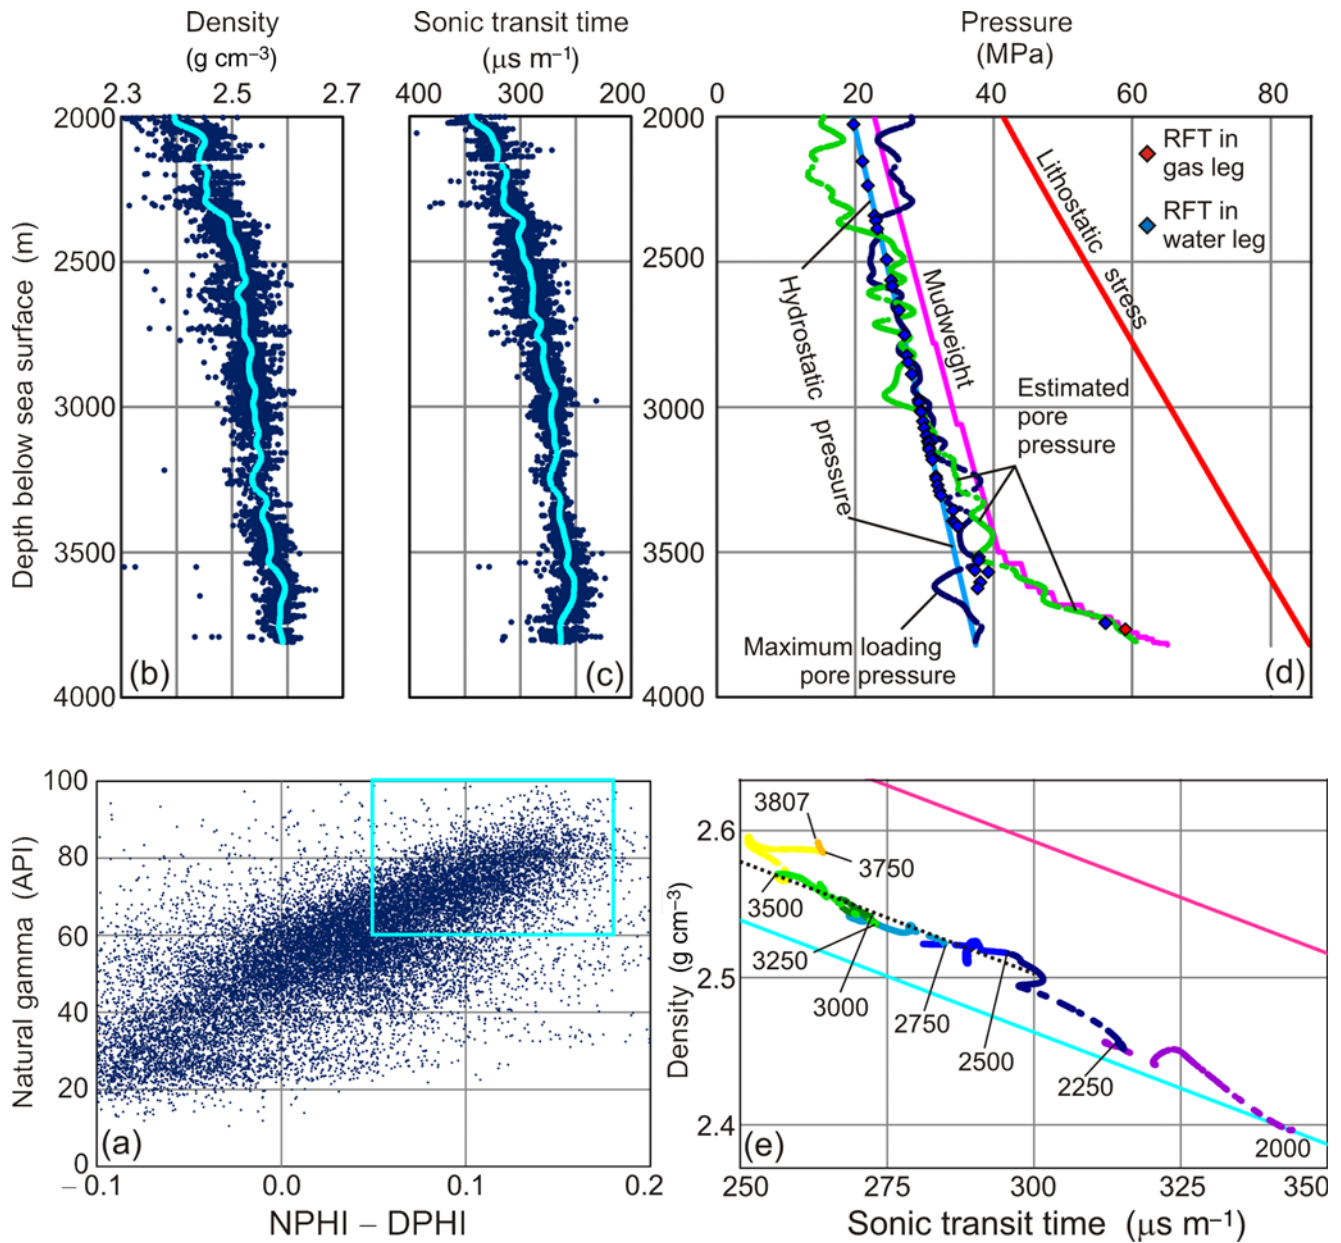 Density
(g cm⁻³)
2.3 2.5 2.7
Sonic transit time
(μs m⁻¹)
400 300 200
Pressure
(MPa)
0 20 40 60 80
Depth below sea surface (m)
2000
2500
3000
3500
4000
(b)
(c)
2000
2500
3000
3500
4000
RFT in
gas leg
RFT in
water leg
Lithostatic stress
Mudweight
Hydrostatic pressure
Estimated
pore
pressure
Maximum loading
pore pressure
(d)
Natural gamma (API)
100
80
60
40
20
0
(a)
−0.1 0.0 0.1 0.2
NPHI – DPHI
Density (g cm⁻³)
2.6
2.5
2.4
3807
3750
3500
3250
3000
2750
2500
2250
2000
(e)
250 275 300 325 350
Sonic transit time (μs m⁻¹)